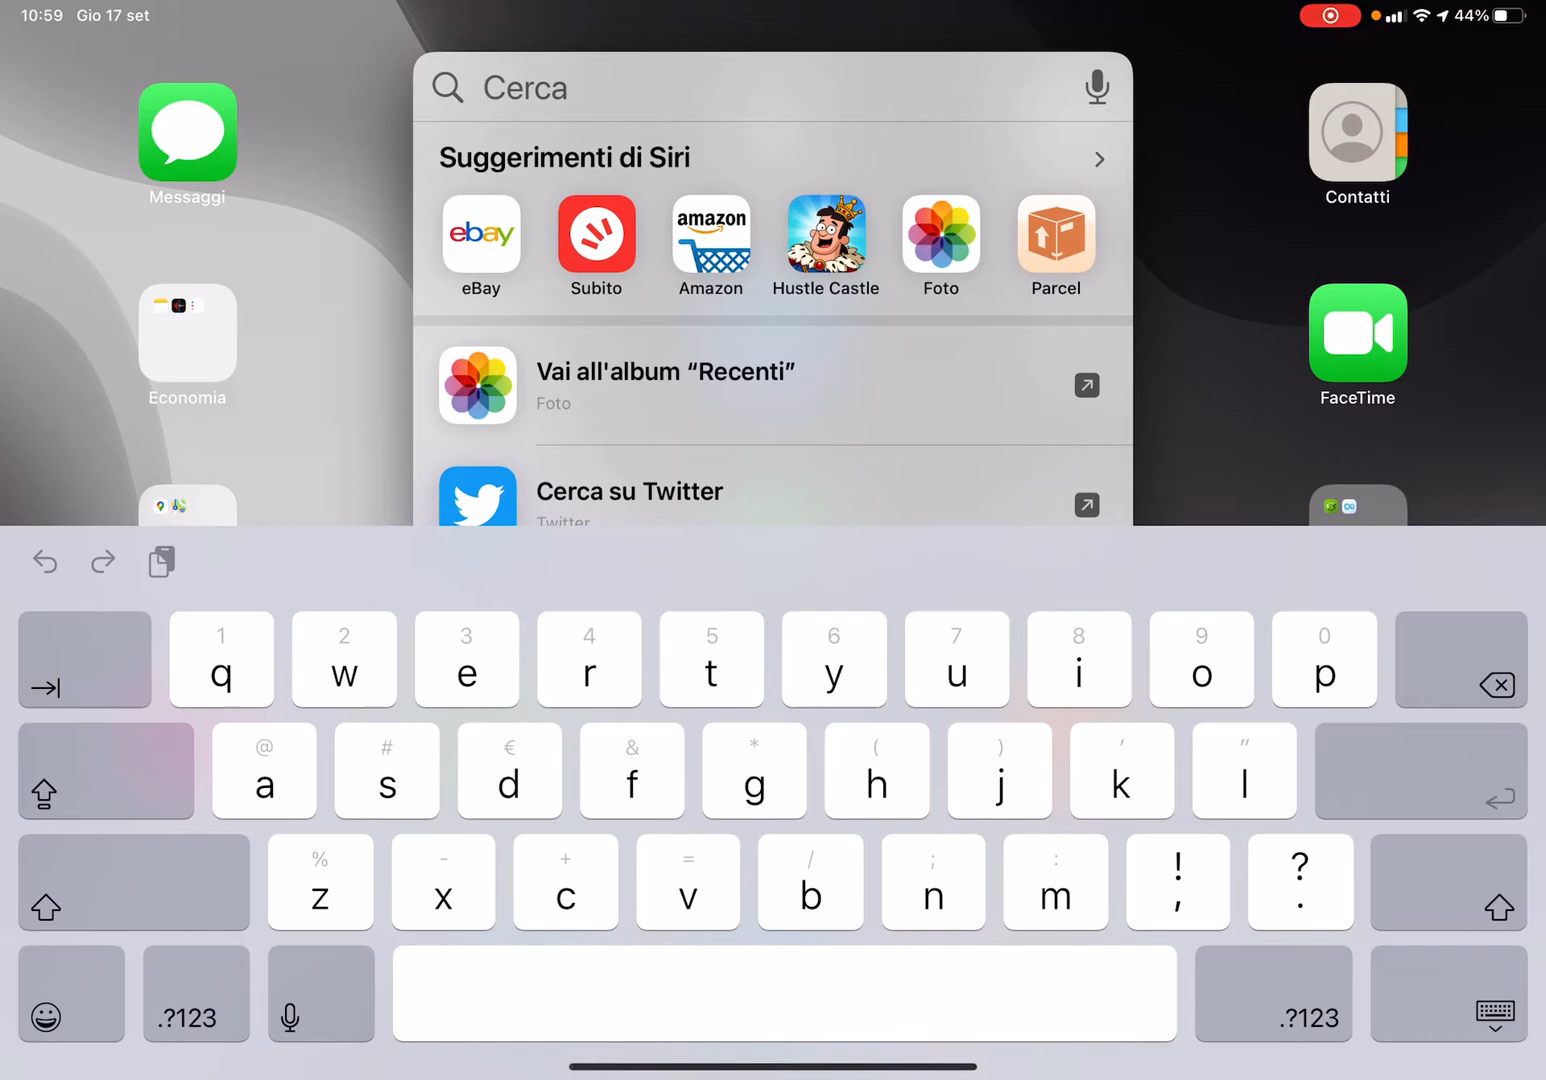 10:59 Gio 17 set
44%
Cerca
Suggerimenti di Siri
ebay
amazon
eBay Subito Amazon Hustle Castle Foto Parcel
Vai all'album “Recenti”
Foto
Cerca su Twitter
Twitter
Messaggi
Economia
Contatti
FaceTime
1 2 3 4 5 6 7 8 9 0
q w e r t y u i o p
@ # € & * ( ) ' "
a s d f g h j k l
% - + = / ; : ! ?
z x c v b n m , .
.?123 .?123